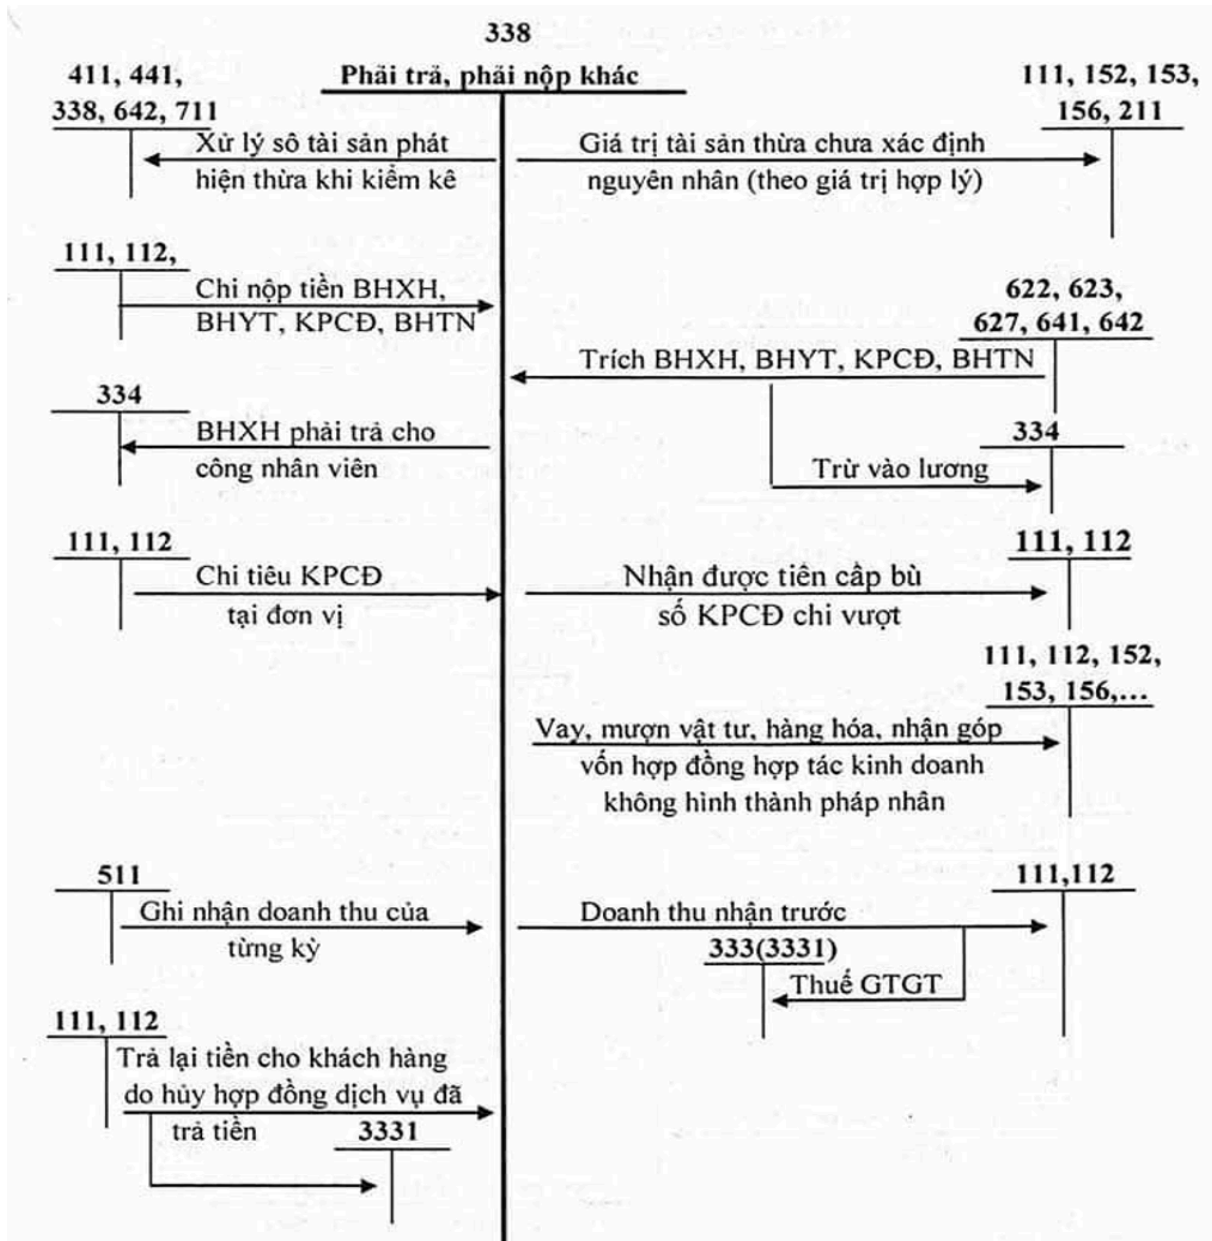 338
Phải trả, phải nộp khác
411, 441,
338, 642, 711
Xử lý sô tài sản phát
hiện thừa khi kiểm kê
111, 152, 153,
156, 211
Giá trị tài sản thừa chưa xác định
nguyên nhân (theo giá trị hợp lý)
111, 112,
Chi nộp tiền BHXH,
BHYT, KPCĐ, BHTN
622, 623,
627, 641, 642
Trích BHXH, BHYT, KPCĐ, BHTN
334
BHXH phải trả cho
công nhân viên
334
Trừ vào lương
111, 112
Chi tiêu KPCĐ
tại đơn vị
111, 112
Nhận được tiền cấp bù
số KPCĐ chi vượt
111, 112, 152,
153, 156,...
Vay, mượn vật tư, hàng hóa, nhận góp
vốn hợp đồng hợp tác kinh doanh
không hình thành pháp nhân
511
Ghi nhận doanh thu của
từng kỳ
111,112
Doanh thu nhận trước
333(3331)
Thuế GTGT
111, 112
Trả lại tiền cho khách hàng
do hủy hợp đồng dịch vụ đã
trả tiền
3331